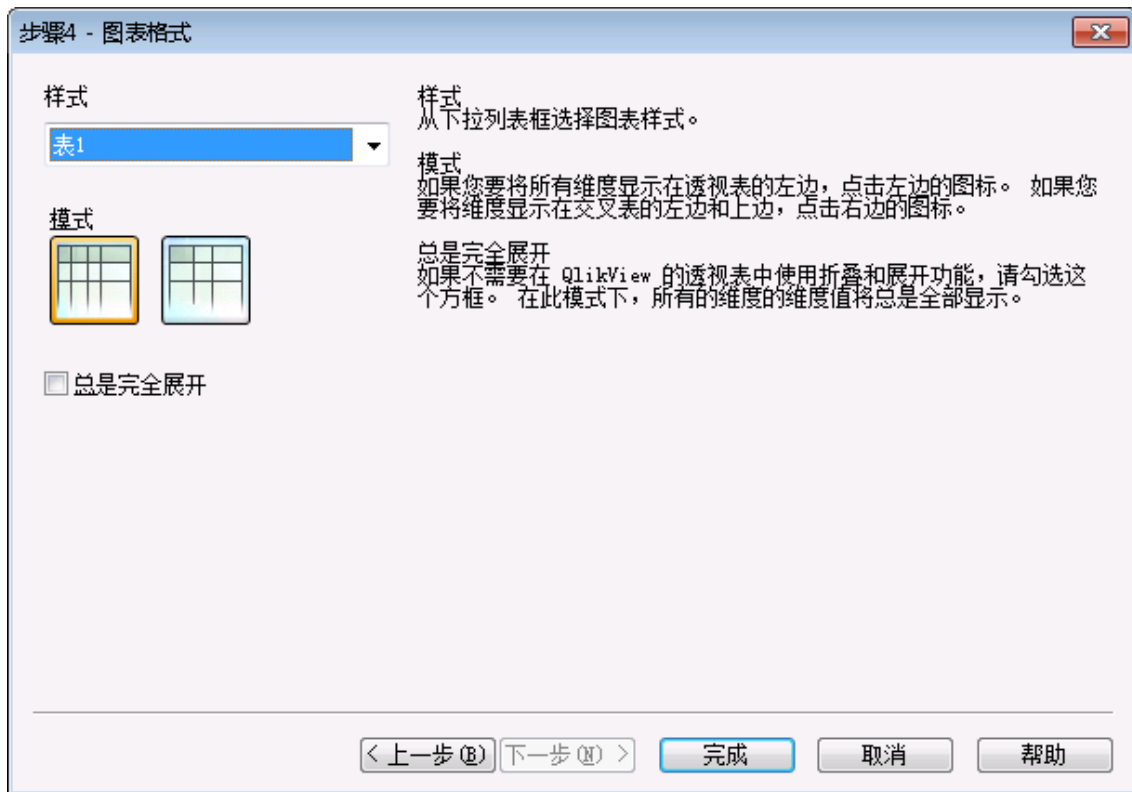 步骤4 - 图表格式
样式
表1
模式
总是完全展开
样式
从下拉列表框选择图表样式。
模式
如果您要将所有维度显示在透视表的左边，点击左边的图标。 如果您
要将维度显示在交叉表的左边和上边，点击右边的图标。
总是完全展开
如果不需要在 QlikView 的透视表中使用折叠和展开功能，请勾选这
个方框。 在此模式下，所有的维度的维度值将总是全部显示。
< 上一步(B) 下一步(N) > 完成 取消 帮助